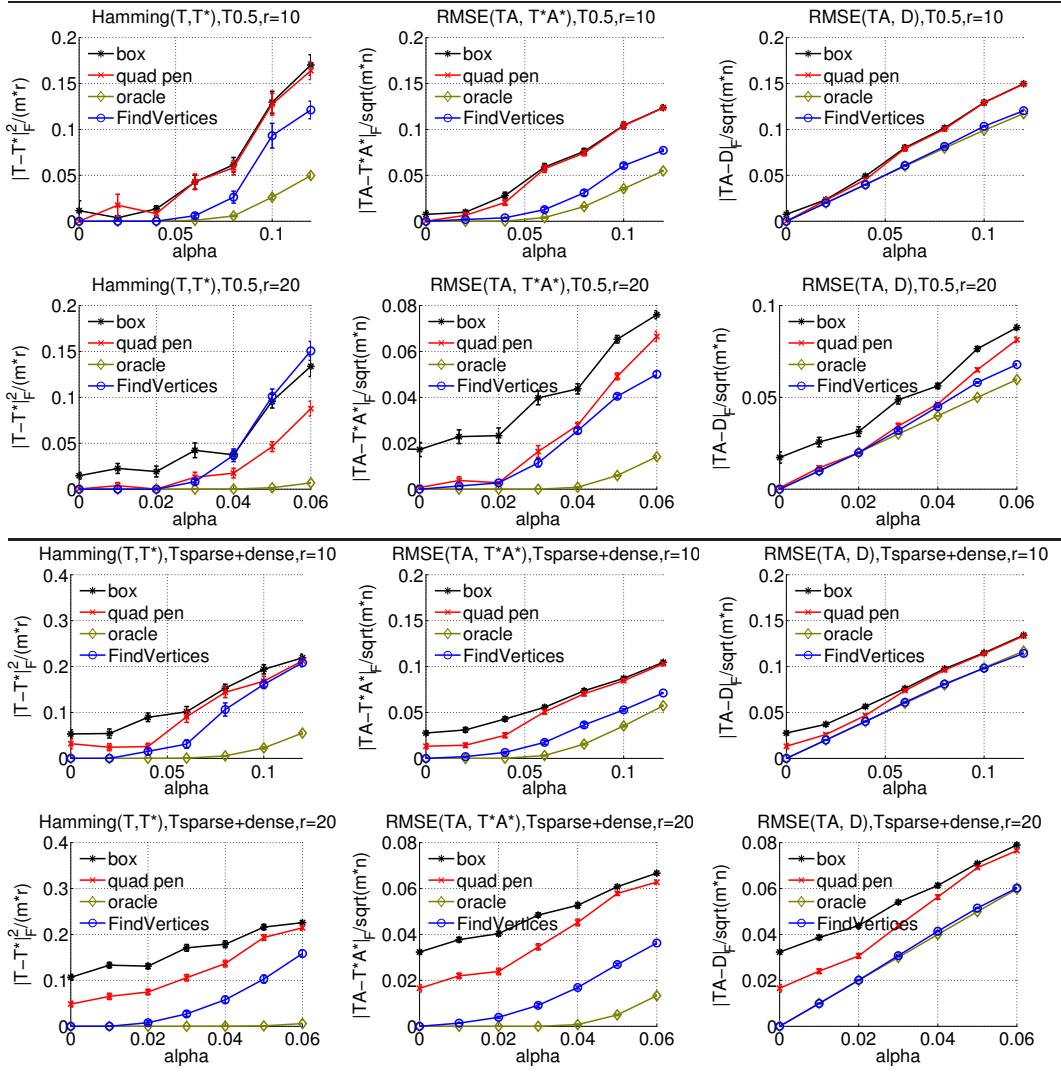 Hamming(T,T*),T0.5,r=10
|T−T*|_F^2/(m*r)
0.2
0.15
0.1
0.05
0
box
quad pen
oracle
FindVertices
0 0.05 0.1
alpha
RMSE(TA, T*A*),T0.5,r=10
|TA−T*A*|_F/sqrt(m*n)
0.2
0.15
0.1
0.05
0
box
quad pen
oracle
FindVertices
0 0.05 0.1
alpha
RMSE(TA, D),T0.5,r=10
|TA−D|_F/sqrt(m*n)
0.2
0.15
0.1
0.05
0
box
quad pen
oracle
FindVertices
0 0.05 0.1
alpha
Hamming(T,T*),T0.5,r=20
|T−T*|_F^2/(m*r)
0.2
0.15
0.1
0.05
0
box
quad pen
oracle
FindVertices
0 0.02 0.04 0.06
alpha
RMSE(TA, T*A*),T0.5,r=20
|TA−T*A*|_F/sqrt(m*n)
0.08
0.06
0.04
0.02
0
box
quad pen
oracle
FindVertices
0 0.02 0.04 0.06
alpha
RMSE(TA, D),T0.5,r=20
|TA−D|_F/sqrt(m*n)
0.1
0.05
0
box
quad pen
oracle
FindVertices
0 0.02 0.04 0.06
alpha
Hamming(T,T*),Tsparse+dense,r=10
|T−T*|_F^2/(m*r)
0.4
0.3
0.2
0.1
0
box
quad pen
oracle
FindVertices
0 0.05 0.1
alpha
RMSE(TA, T*A*),Tsparse+dense,r=10
|TA−T*A*|_F/sqrt(m*n)
0.2
0.15
0.1
0.05
0
box
quad pen
oracle
FindVertices
0 0.05 0.1
alpha
RMSE(TA, D),Tsparse+dense,r=10
|TA−D|_F/sqrt(m*n)
0.2
0.15
0.1
0.05
0
box
quad pen
oracle
FindVertices
0 0.05 0.1
alpha
Hamming(T,T*),Tsparse+dense,r=20
|T−T*|_F^2/(m*r)
0.4
0.3
0.2
0.1
0
box
quad pen
oracle
FindVertices
0 0.02 0.04 0.06
alpha
RMSE(TA, T*A*),Tsparse+dense,r=20
|TA−T*A*|_F/sqrt(m*n)
0.08
0.06
0.04
0.02
0
box
quad pen
oracle
FindVertices
0 0.02 0.04 0.06
alpha
RMSE(TA, D),Tsparse+dense,r=20
|TA−D|_F/sqrt(m*n)
0.08
0.06
0.04
0.02
0
box
quad pen
oracle
FindVertices
0 0.02 0.04 0.06
alpha